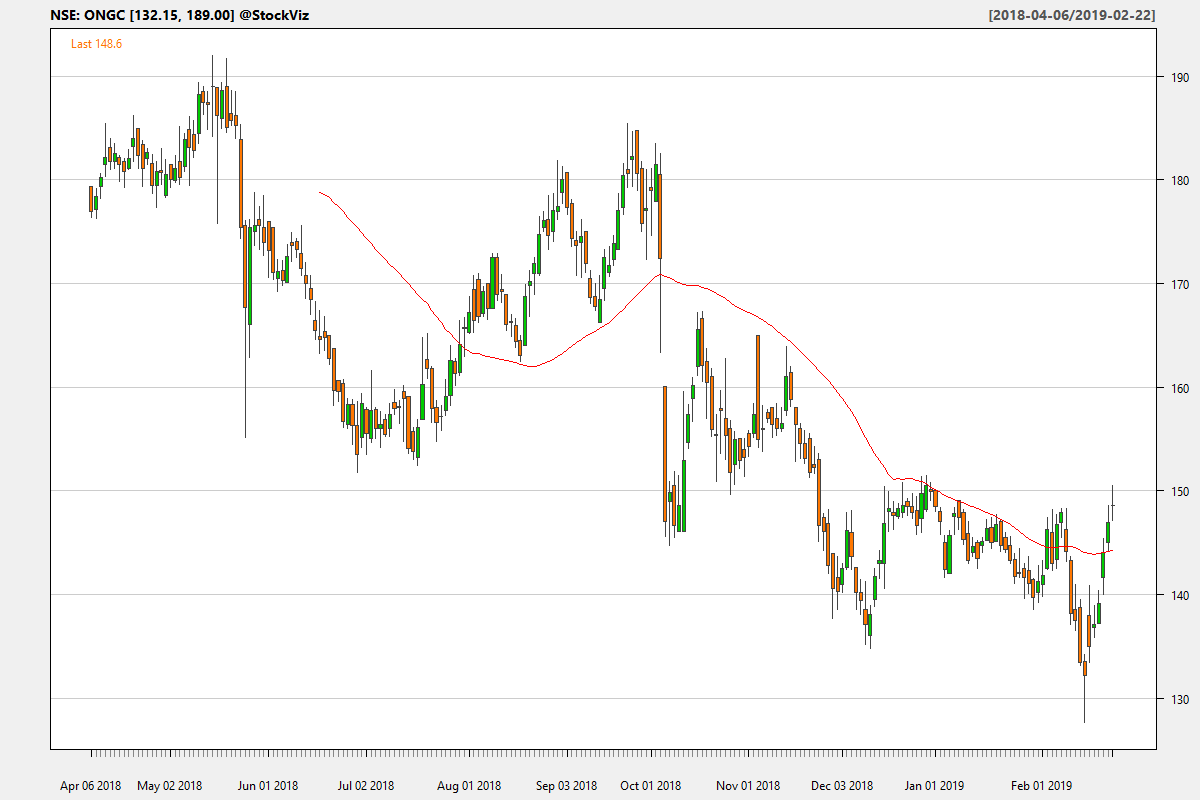 NSE: ONGC [132.15, 189.00] @StockViz
[2018-04-06/2019-02-22]
Last 148.6
190
180
170
160
150
140
130
Apr 06 2018 May 02 2018 Jun 01 2018 Jul 02 2018 Aug 01 2018 Sep 03 2018 Oct 01 2018 Nov 01 2018 Dec 03 2018 Jan 01 2019 Feb 01 2019